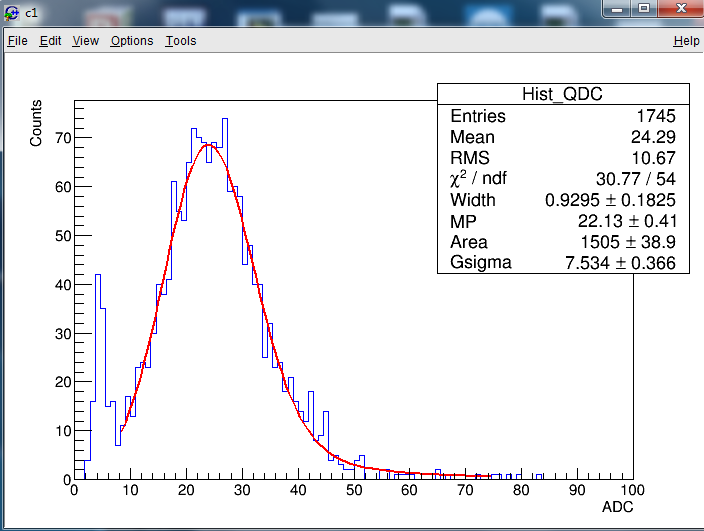 c1
File Edit View Options Tools Help
Hist_QDC
Entries 1745
Mean 24.29
RMS 10.67
χ² / ndf 30.77 / 54
Width 0.9295 ± 0.1825
MP 22.13 ± 0.41
Area 1505 ± 38.9
Gsigma 7.534 ± 0.366
Counts
70
60
50
40
30
20
10
0
0 10 20 30 40 50 60 70 80 90 100
ADC